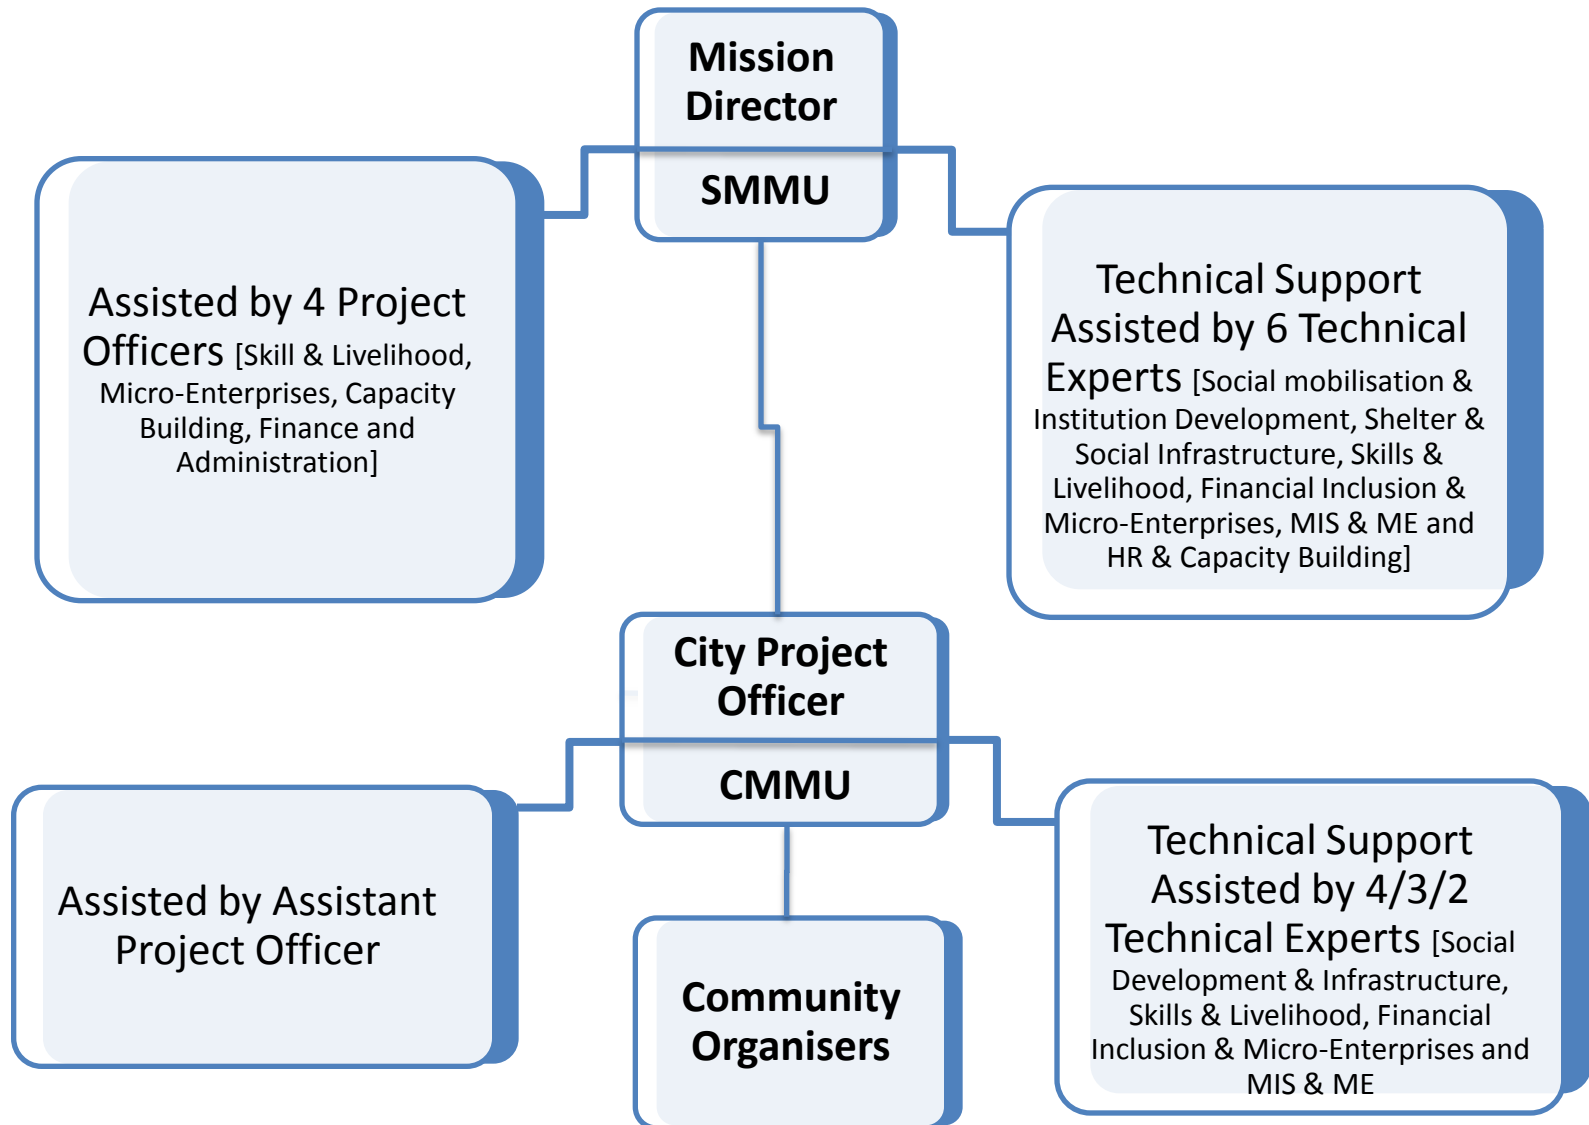 Mission
Director
SMMU
Assisted by 4 Project
Officers [Skill & Livelihood,
Micro-Enterprises, Capacity
Building, Finance and
Administration]
Technical Support
Assisted by 6 Technical
Experts [Social mobilisation &
Institution Development, Shelter &
Social Infrastructure, Skills &
Livelihood, Financial Inclusion &
Micro-Enterprises, MIS & ME and
HR & Capacity Building]
City Project
Officer
CMMU
Assisted by Assistant
Project Officer
Technical Support
Assisted by 4/3/2
Technical Experts [Social
Development & Infrastructure,
Skills & Livelihood, Financial
Inclusion & Micro-Enterprises and
MIS & ME
Community
Organisers